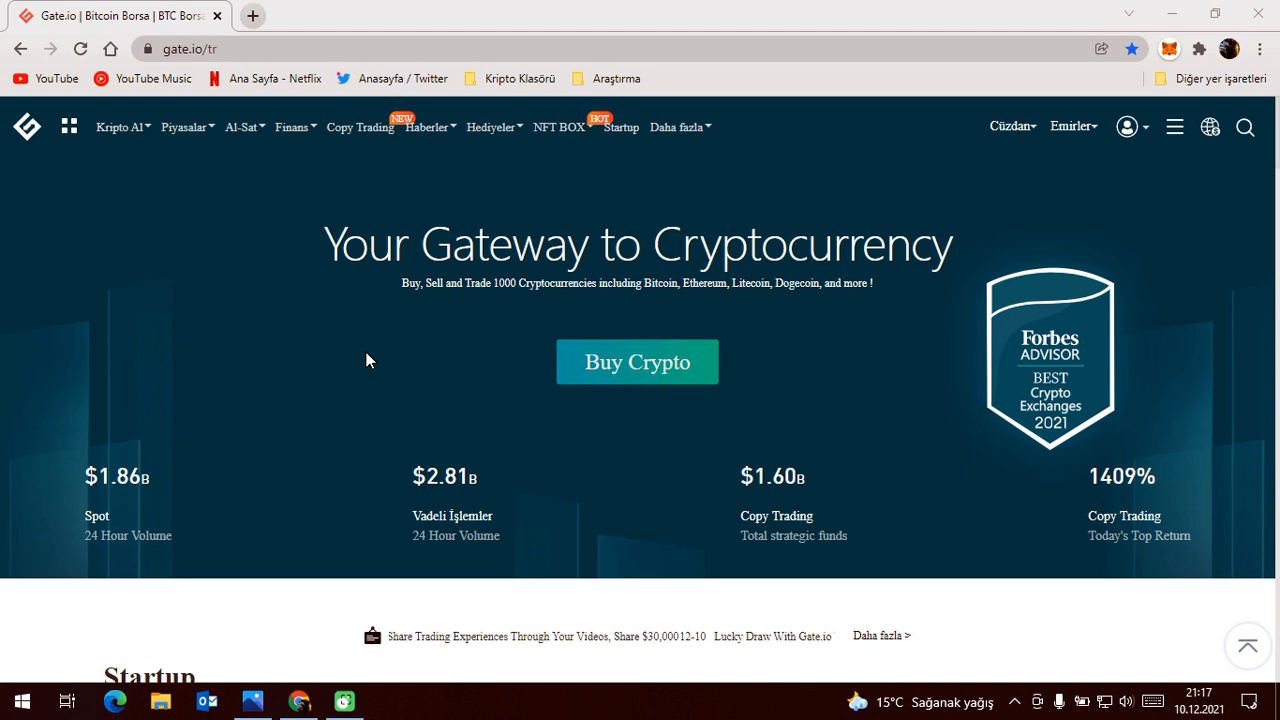 Gate.io | Bitcoin Borsa | BTC Bors
gate.io/tr
YouTube
YouTube Music
Ana Sayfa - Netflix
Anasayfa / Twitter
Kripto Klasörü
Araştırma
Diğer yer işaretleri
Kripto Al
Piyasalar
Al-Sat
Finans
Copy Trading
NEW
Haberler
Hediyeler
NFT BOX
HOT
Startup
Daha fazla
Cüzdan
Emirler
Your Gateway to Cryptocurrency
Buy, Sell and Trade 1000 Cryptocurrencies including Bitcoin, Ethereum, Litecoin, Dogecoin, and more !
Buy Crypto
Forbes
ADVISOR
BEST
Crypto
Exchanges
2021
$1.86B
Spot
24 Hour Volume
$2.81B
Vadeli İşlemler
24 Hour Volume
$1.60B
Copy Trading
Total strategic funds
1409%
Copy Trading
Today's Top Return
Share Trading Experiences Through Your Videos, Share $30,00012-10
Lucky Draw With Gate.io
Daha fazla >
Startup
15°C Sağanak yağış
21:17
10.12.2021